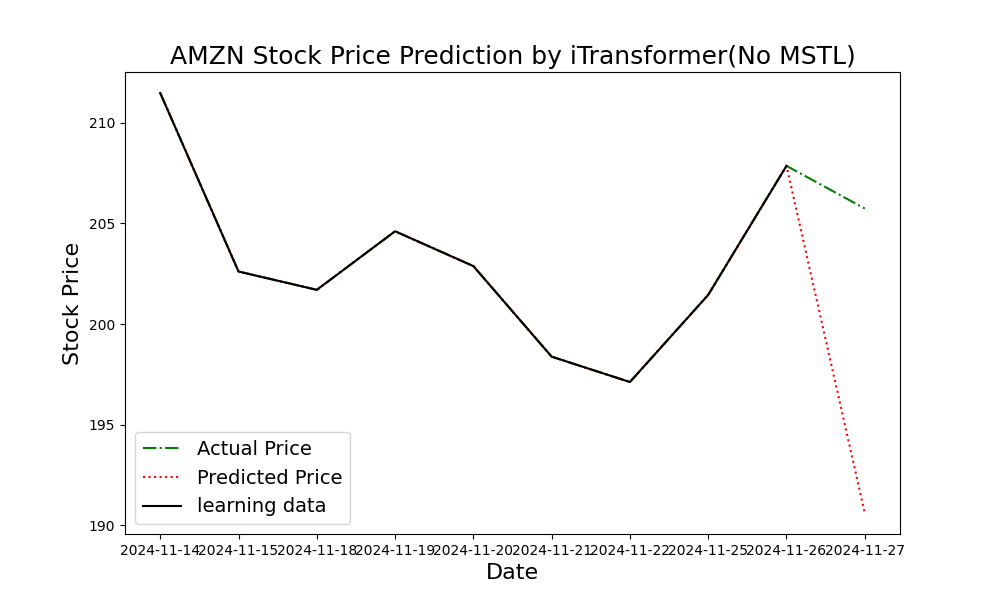 AMZN Stock Price Prediction by iTransformer(No MSTL)
210
205
200
195
190
Stock Price
Actual Price
Predicted Price
learning data
2024-11-14 2024-11-15 2024-11-18 2024-11-19 2024-11-20 2024-11-21 2024-11-22 2024-11-25 2024-11-26 2024-11-27
Date